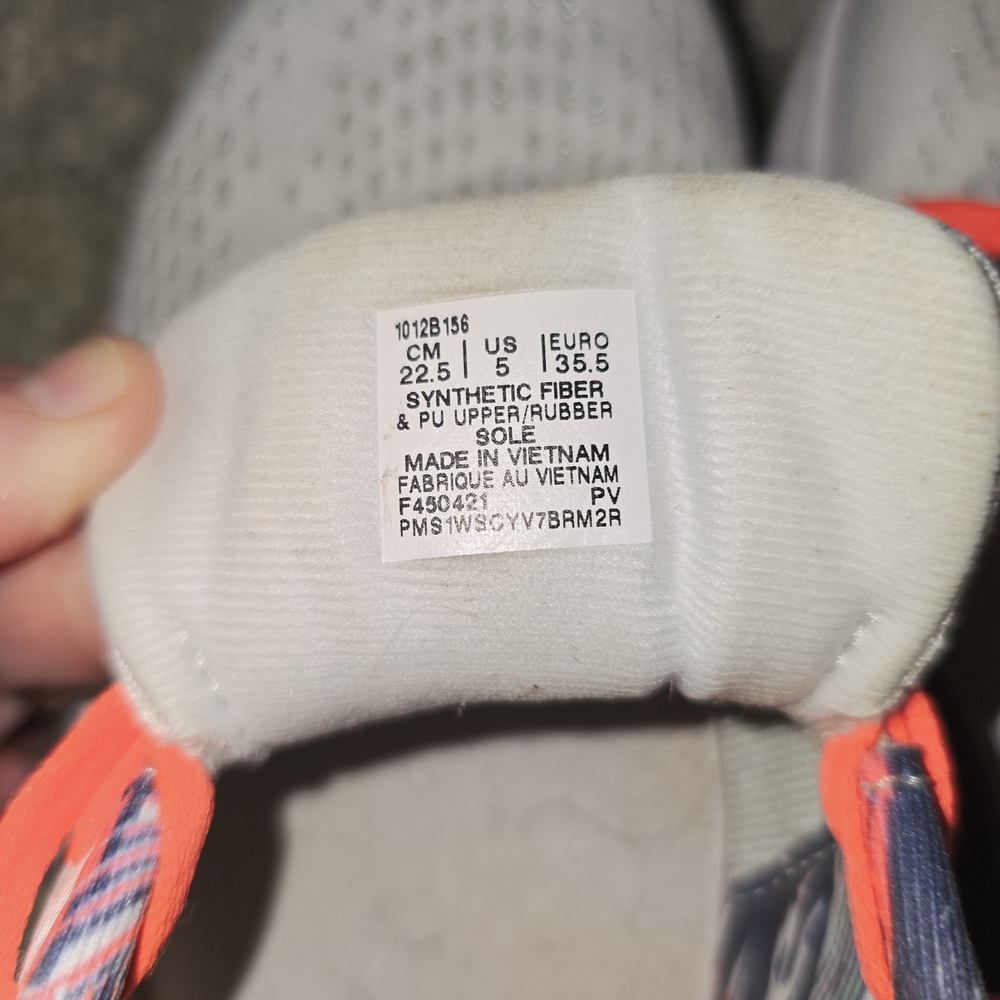 1012B156
CM | US | EURO
22.5 | 5 | 35.5
SYNTHETIC FIBER
& PU UPPER/RUBBER
SOLE
MADE IN VIETNAM
FABRIQUE AU VIETNAM
F450421 PV
PMS1WSCYV7BRM2R